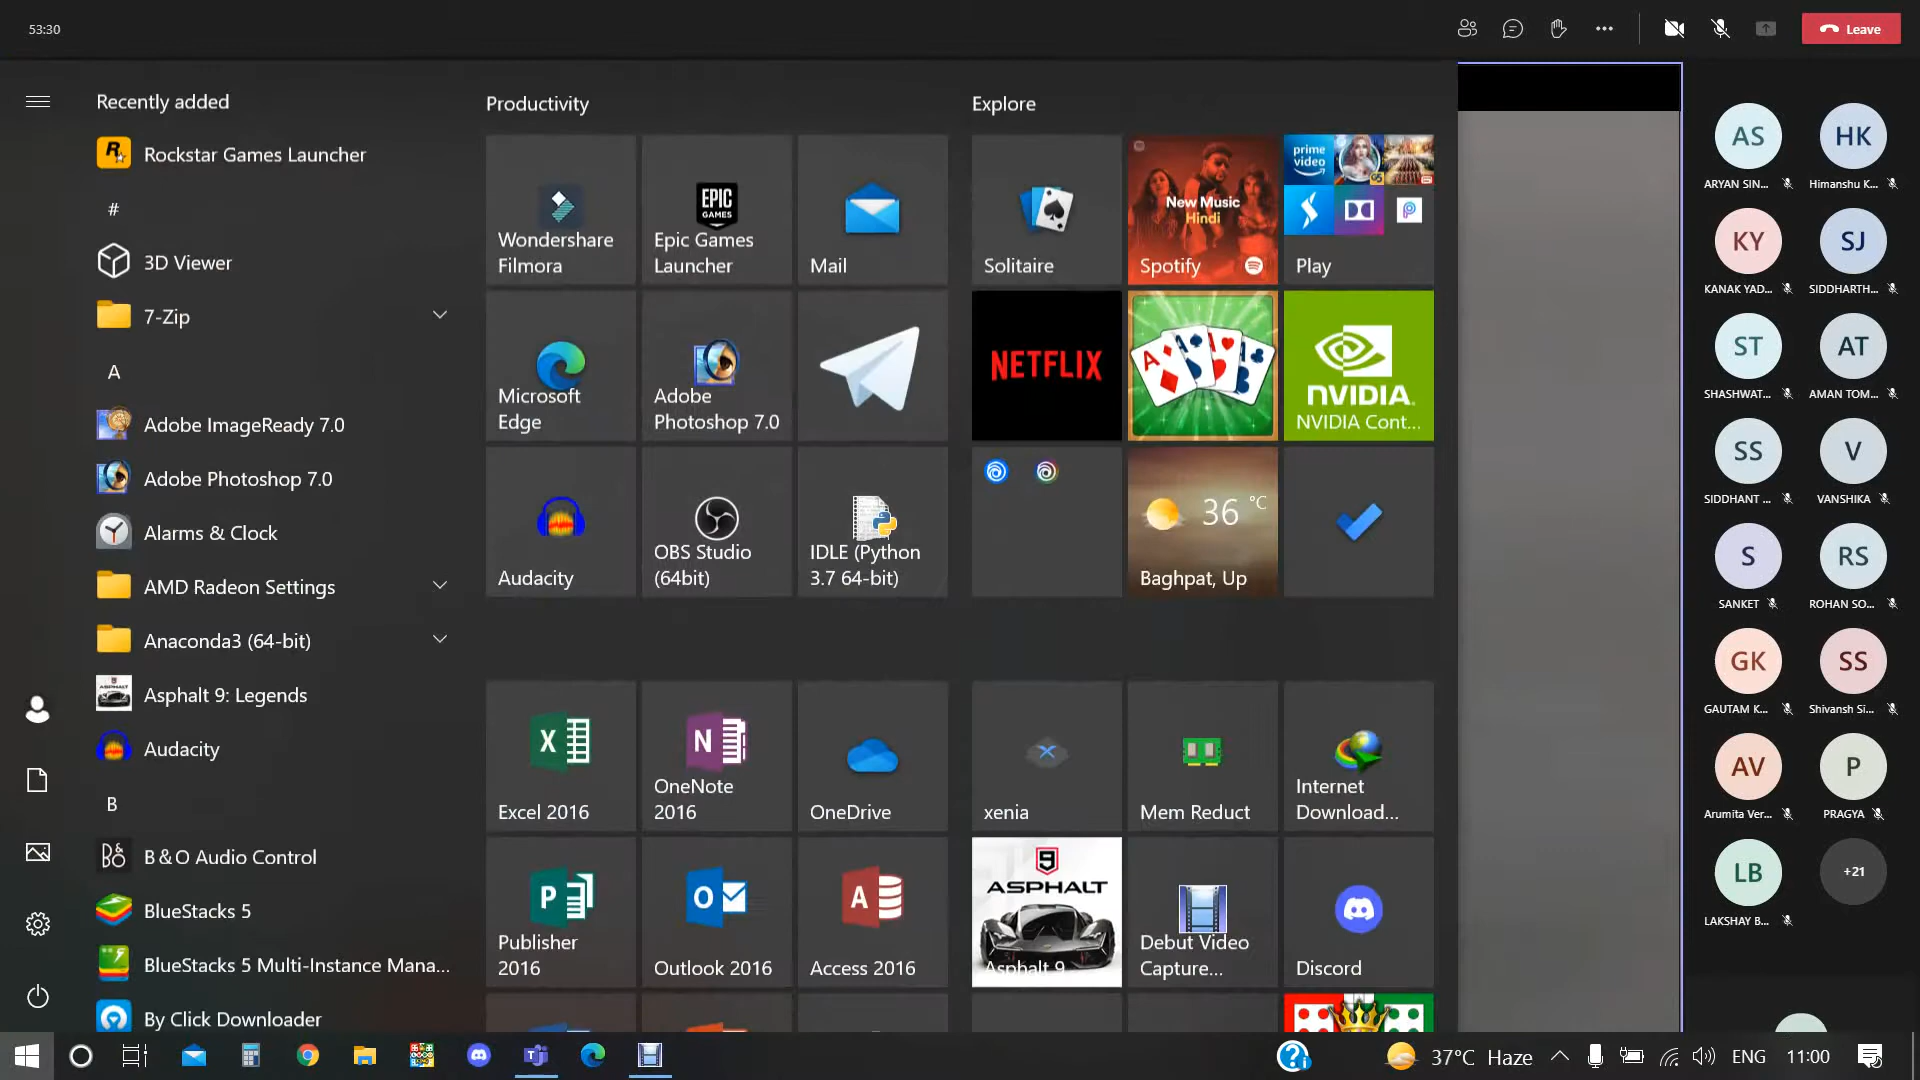 53:30
Leave
Recently added
Rockstar Games Launcher
#
3D Viewer
7-Zip
A
Adobe ImageReady 7.0
Adobe Photoshop 7.0
Alarms & Clock
AMD Radeon Settings
Anaconda3 (64-bit)
Asphalt 9: Legends
Audacity
B
B&O Audio Control
BlueStacks 5
BlueStacks 5 Multi-Instance Mana...
By Click Downloader
Productivity
Wondershare
Filmora
EPIC
GAMES
Epic Games
Launcher
Mail
Microsoft
Edge
Adobe
Photoshop 7.0
Audacity
OBS Studio
(64bit)
IDLE (Python
3.7 64-bit)
Excel 2016
OneNote
2016
OneDrive
Publisher
2016
Outlook 2016
Access 2016
Explore
Solitaire
New Music
Hindi
Spotify
prime
video
Play
NETFLIX
NVIDIA.
NVIDIA Cont...
36 °C
Baghpat, Up
xenia
Mem Reduct
Internet
Download...
9
ASPHALT
Asphalt 9
Debut Video
Capture...
Discord
AS
ARYAN SIN...
HK
Himanshu K...
KY
KANAK YAD...
SJ
SIDDHARTH...
ST
SHASHWAT...
AT
AMAN TOM...
SS
SIDDHANT ...
V
VANSHIKA
S
SANKET
RS
ROHAN SO...
GK
GAUTAM K...
SS
Shivansh Si...
AV
Arumita Ver...
P
PRAGYA
LB
LAKSHAY B...
+21
37°C Haze
ENG
11:00